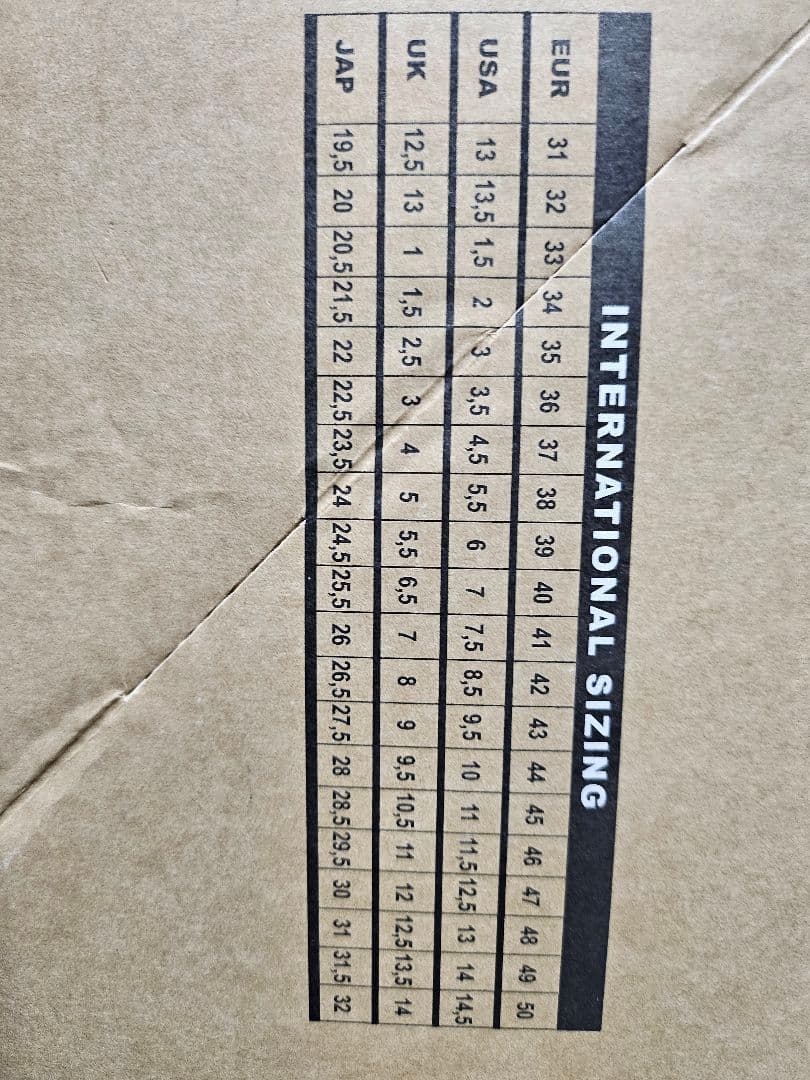 INTERNATIONAL SIZING
EUR 31 32 33 34 35 36 37 38 39 40 41 42 43 44 45 46 47 48 49 50
USA 13 13,5 1,5 2 3 3,5 4,5 5,5 6 7 7,5 8,5 9,5 10 11 11,5 12,5 13 14 14,5
UK 12,5 13 1 1,5 2,5 3 4 5 5,5 6,5 7 8 9 9,5 10,5 11 12 12,5 13,5 14
JAP 19,5 20 20,5 21,5 22 22,5 23,5 24 24,5 25,5 26 26,5 27,5 28 28,5 29,5 30 31 31,5 32